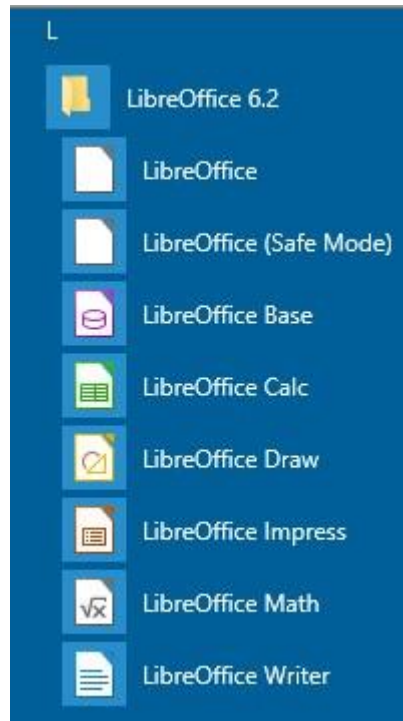 L
LibreOffice 6.2
LibreOffice
LibreOffice (Safe Mode)
LibreOffice Base
LibreOffice Calc
LibreOffice Draw
LibreOffice Impress
√x LibreOffice Math
LibreOffice Writer